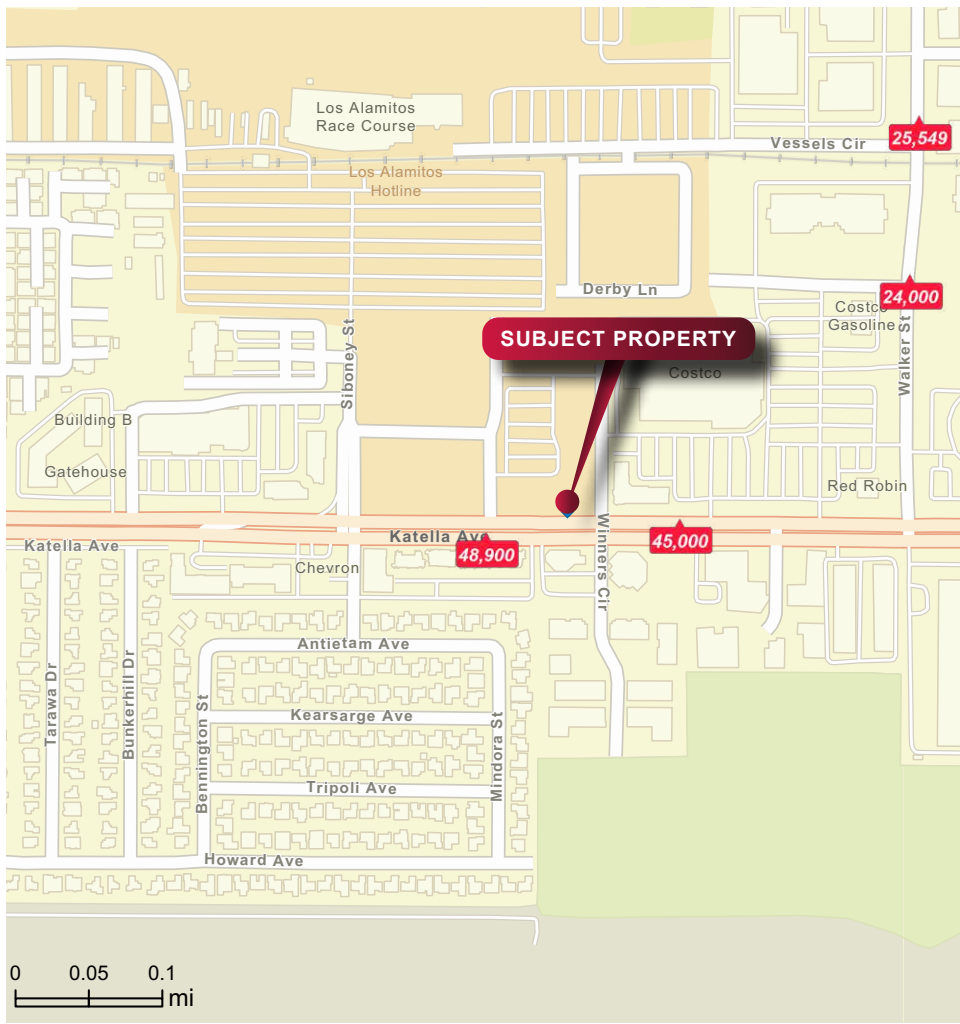 Los Alamitos
Race Course
Vessels Cir
25,549
Los Alamitos
Hotline
Derby Ln
24,000
Costco
Gasoline
Walker St
SUBJECT PROPERTY
Siboney St
Costco
Building B
Gatehouse
Red Robin
Katella Ave
Katella Ave
48,900
45,000
Winners Cir
Chevron
Antietam Ave
Tarawa Dr
Bunkerhill Dr
Bennington St
Kearsarge Ave
Mindora St
Tripoli Ave
Howard Ave
0 0.05 0.1
mi